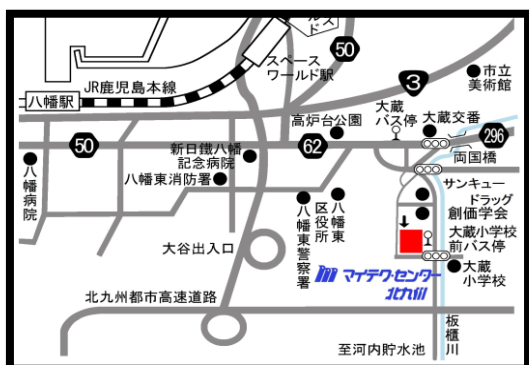 ールド
スペース
ワールド駅
50
3
市立
美術館
JR鹿児島本線
八幡駅
高炉台公園
大蔵
バス停
大蔵交番
296
50
新日鐵八幡
記念病院
62
両国橋
八幡病院
八幡東消防署
サンキュー
ドラッグ
創価学会
八幡東警察署
八幡東
区役所
大蔵小学校
前バス停
大谷出入口
マイテク・センター
北九州
大蔵
小学校
北九州都市高速道路
至河内貯水池
板櫃川